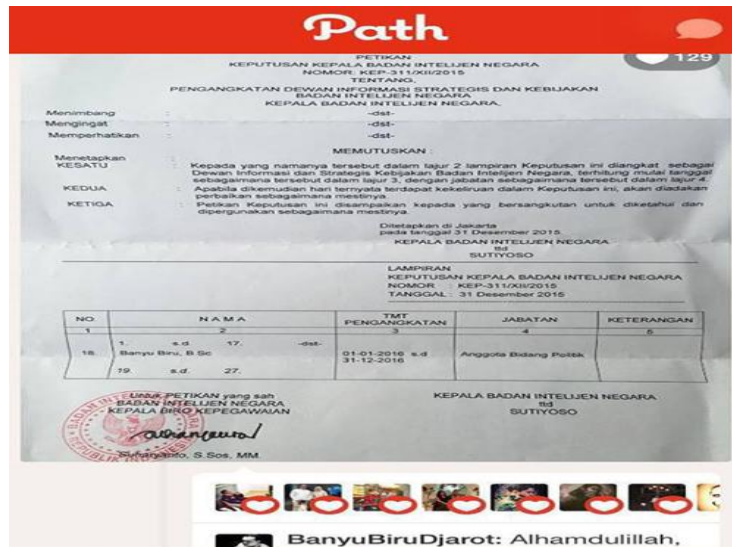 Path
129
PETIKAN
KEPUTUSAN KEPALA BADAN INTELIJEN NEGARA
NOMOR: KEP-311/XII/2015
TENTANG,
PENGANGKATAN DEWAN INFORMASI STRATEGIS DAN KEBIJAKAN
BADAN INTELIJEN NEGARA
KEPALA BADAN INTELIJEN NEGARA,
Menimbang : -dst-
Mengingat : -dst-
Memperhatikan : -dst-
MEMUTUSKAN :
Menetapkan
KESATU : Kepada yang namanya tersebut dalam lajur 2 lampiran Keputusan ini diangkat sebagai
Dewan Informasi dan Strategis Kebijakan Badan Intelijen Negara, terhitung mulai tanggal
sebagaimana tersebut dalam lajur 3, dengan jabatan sebagaimana tersebut dalam lajur 4.
KEDUA : Apabila dikemudian hari ternyata terdapat kekeliruan dalam Keputusan ini, akan diadakan
perbaikan sebagaimana mestinya.
KETIGA : Petikan Keputusan ini disampaikan kepada yang bersangkutan untuk diketahui dan
dipergunakan sebagaimana mestinya.
Ditetapkan di Jakarta
pada tanggal 31 Desember 2015
KEPALA BADAN INTELIJEN NEGARA
ttd
SUTIYOSO
LAMPIRAN
KEPUTUSAN KEPALA BADAN INTELIJEN NEGARA
NOMOR : KEP-311/XII/2015
TANGGAL : 31 Desember 2015
NO. NAMA TMT PENGANGKATAN JABATAN KETERANGAN
1 2 3 4 5
1. s.d 17. -dst-
18. Banyu Biru, B.Sc 01-01-2016 s.d 31-12-2016 Anggota Bidang Politik
19. s.d. 27.
Untuk PETIKAN yang sah
BADAN INTELIJEN NEGARA
KEPALA BIRO KEPEGAWAIAN
KEPALA BADAN INTELIJEN NEGARA
ttd
SUTIYOSO
S.Sos, MM.
BanyuBiruDjarot: Alhamdulillah,